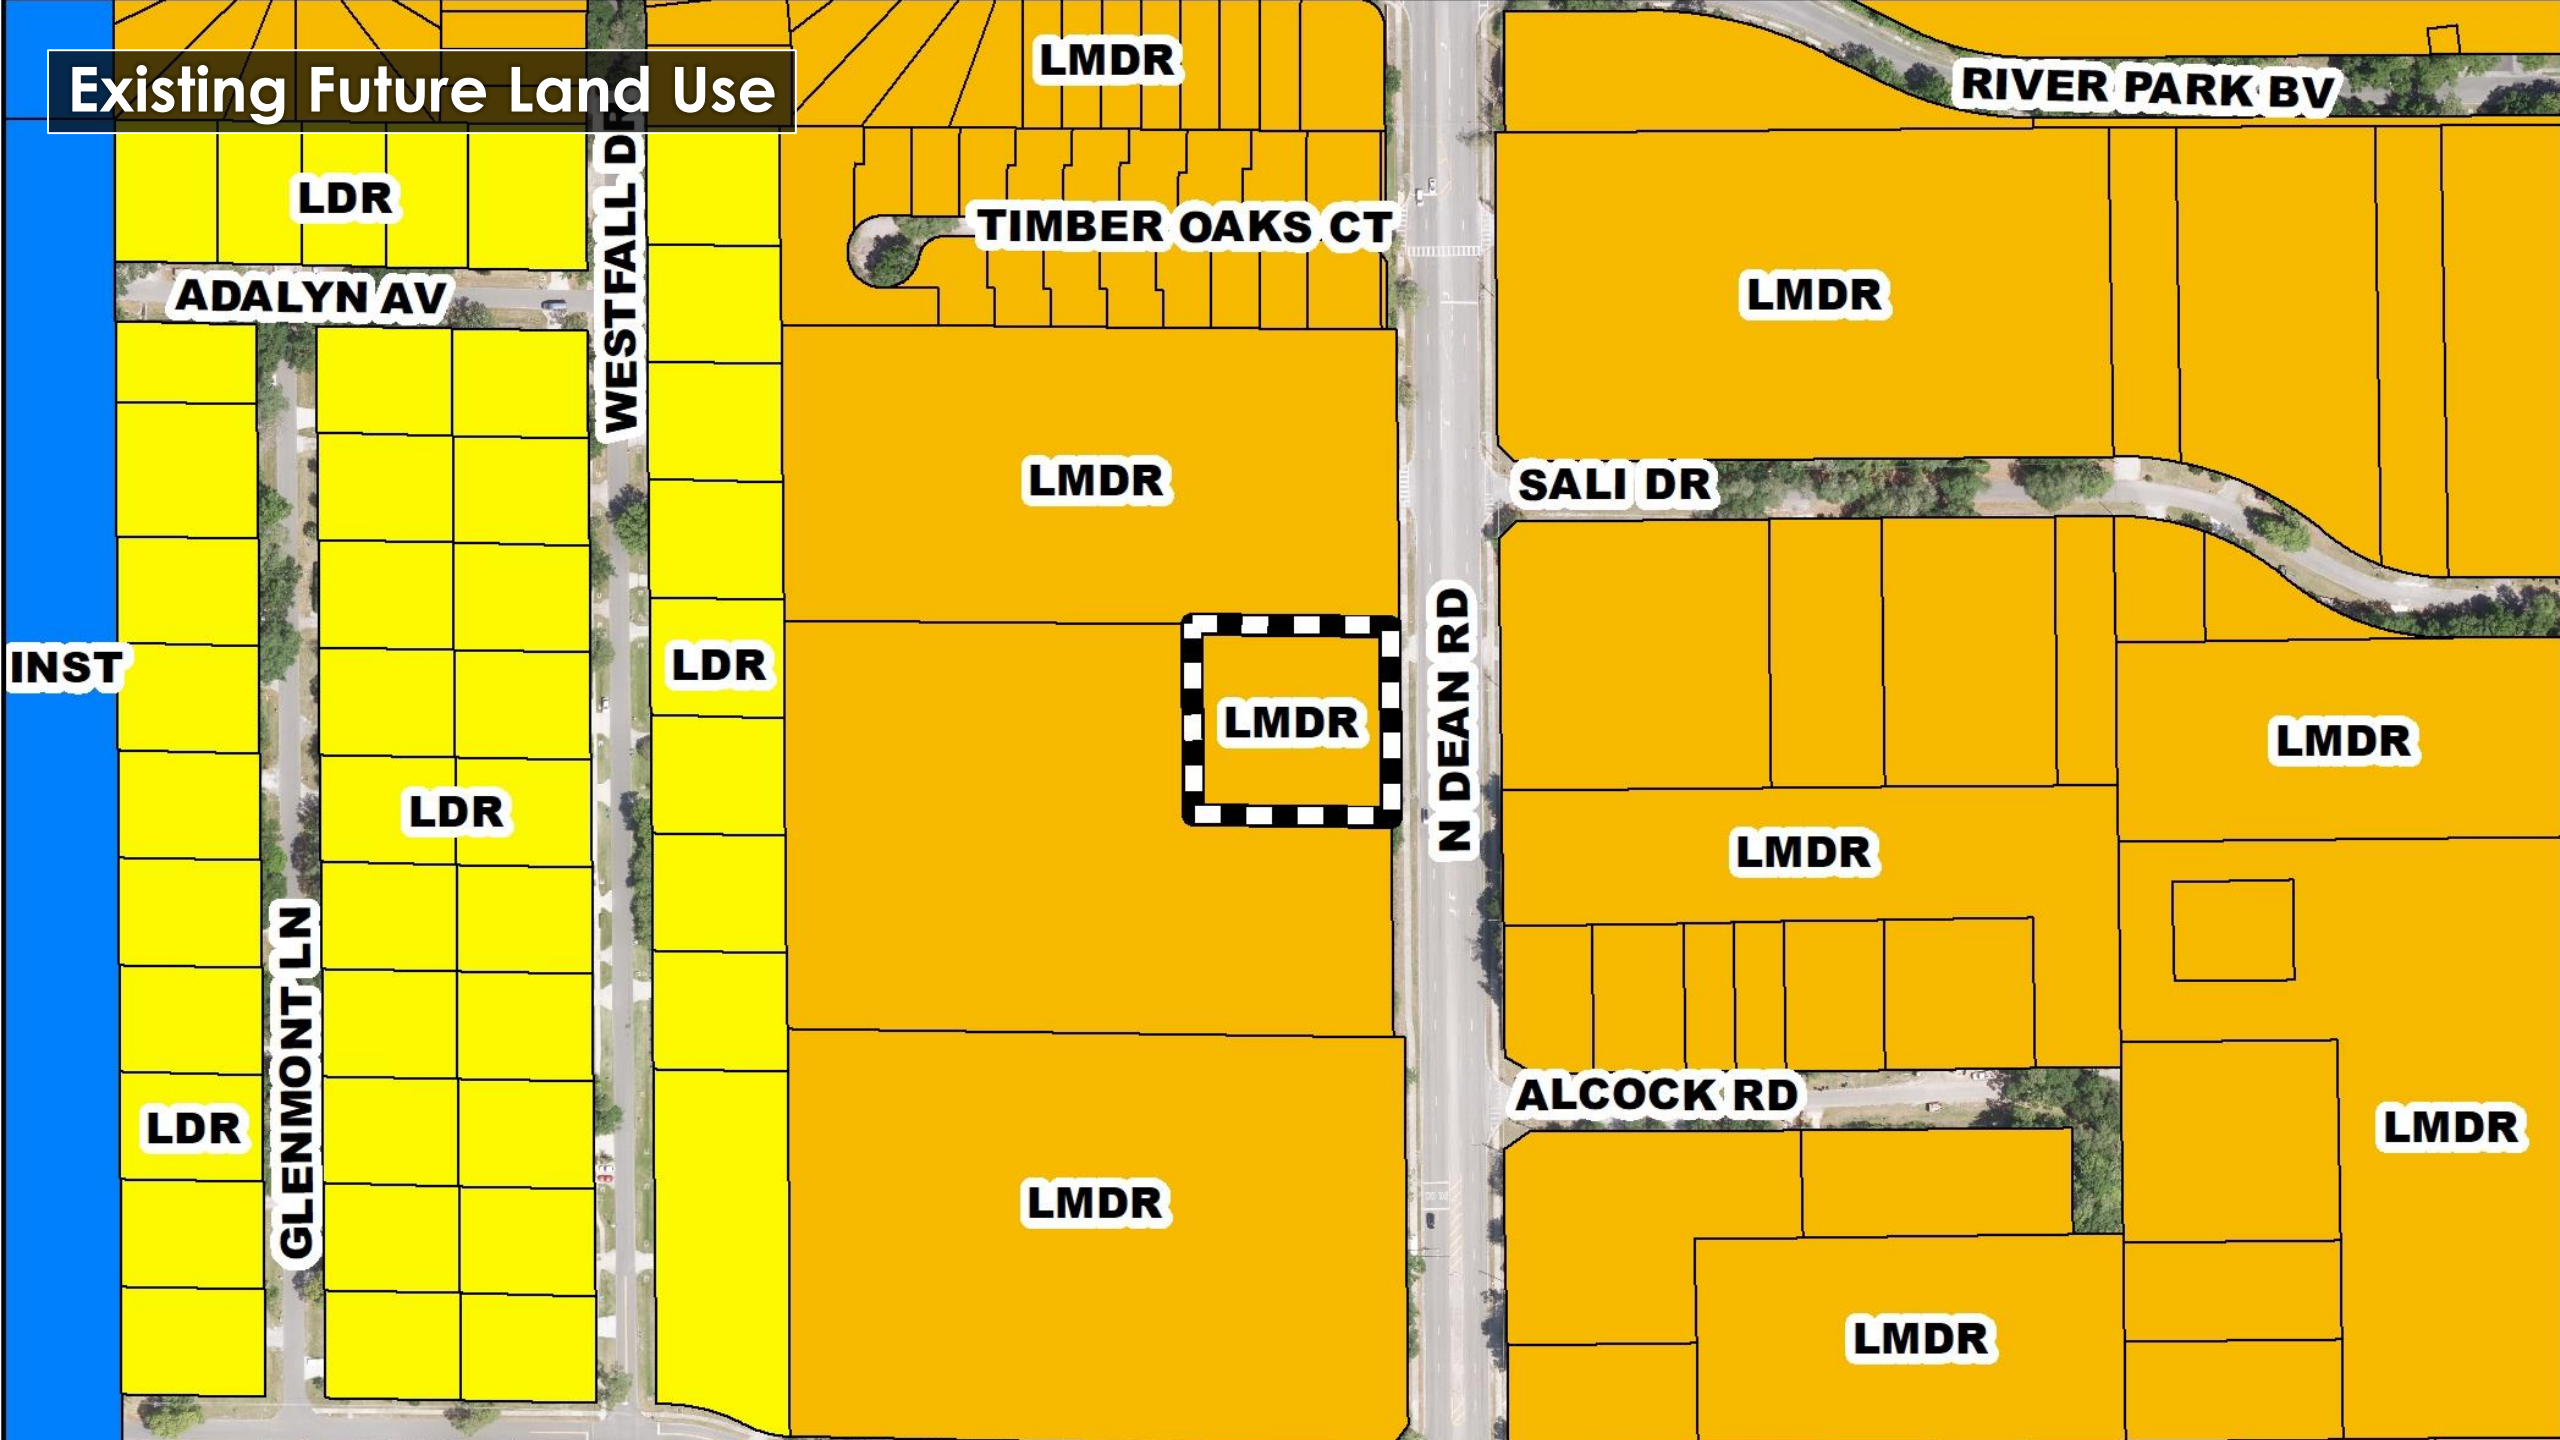 Existing Future Land Use
LMDR
RIVER PARK BV
LDR
WESTFALL DR
TIMBER OAKS CT
ADALYN AV
LMDR
LMDR
SALI DR
INST
LDR
LMDR
N DEAN RD
LMDR
LDR
LMDR
GLENMONT LN
LDR
ALCOCK RD
LMDR
LMDR
LMDR